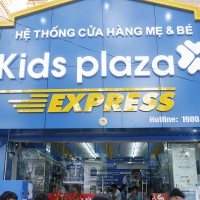 HỆ THỐNG CỬA HÀNG MẸ & BÉ
Kids plaza
EXPRESS
Hotline: 1900